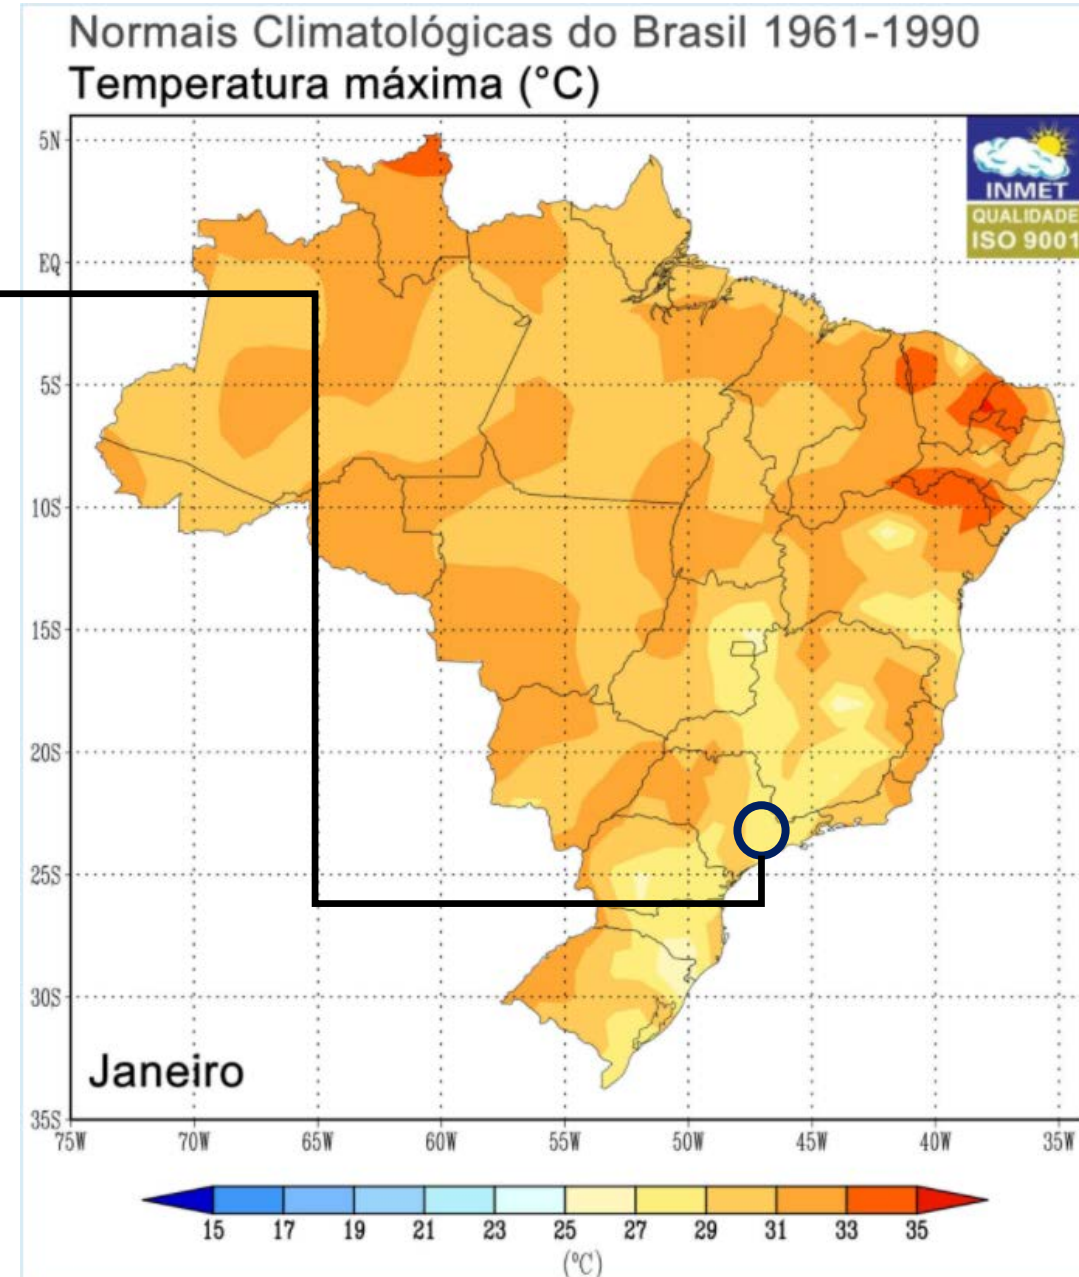 Normais Climatológicas do Brasil 1961-1990
Temperatura máxima (°C)
INMET
QUALIDADE
ISO 9001
5N
EQ
5S
10S
15S
20S
25S
30S
35S
Janeiro
75W 70W 65W 60W 55W 50W 45W 40W 35W
15 17 19 21 23 25 27 29 31 33 35
(°C)